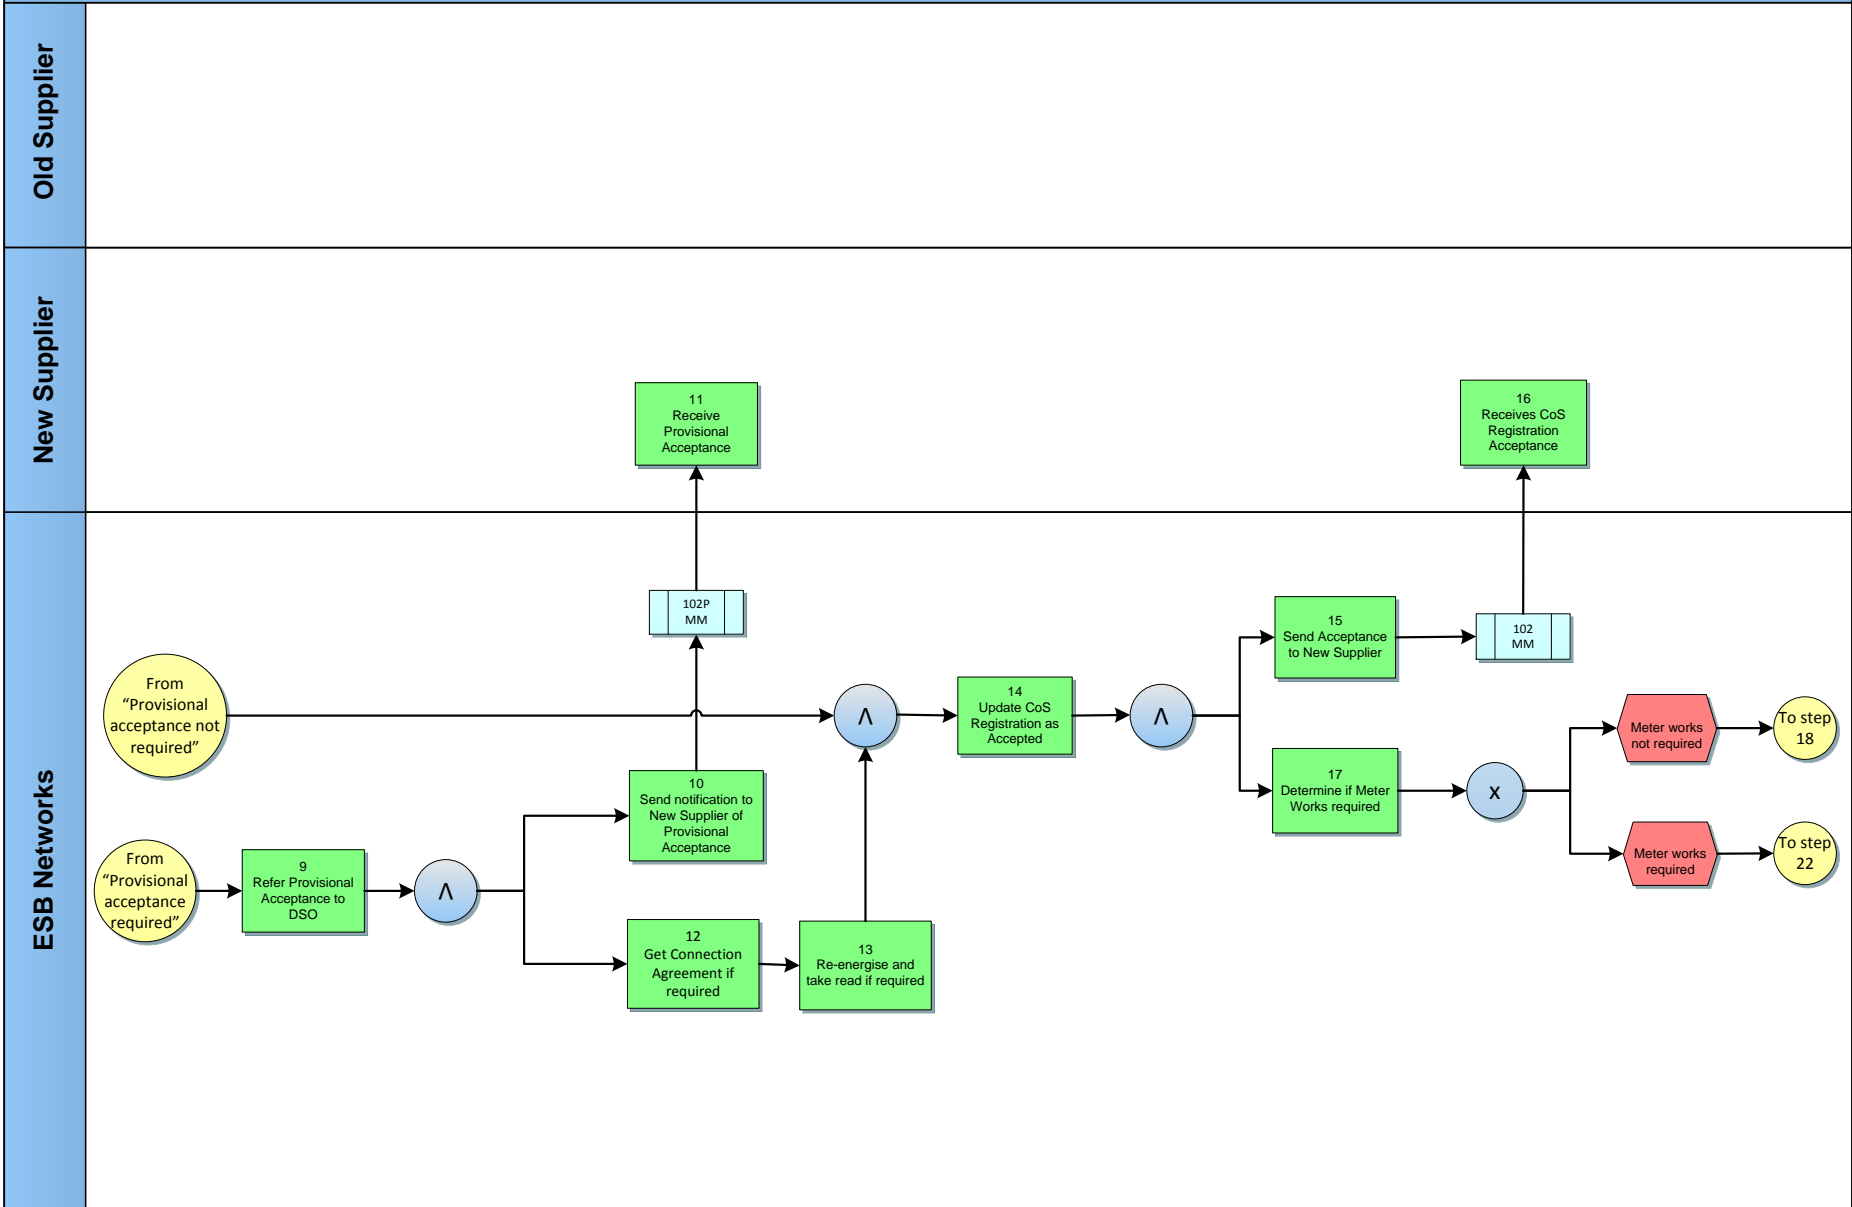 Old Supplier
New Supplier
11
Receive
Provisional
Acceptance
16
Receives CoS
Registration
Acceptance
ESB Networks
102P
MM
From
“Provisional
acceptance not
required”
Λ
14
Update CoS
Registration as
Accepted
Λ
15
Send Acceptance
to New Supplier
102
MM
Meter works
not required
To step
18
10
Send notification to
New Supplier of
Provisional
Acceptance
17
Determine if Meter
Works required
x
Meter works
required
To step
22
From
“Provisional
acceptance
required”
9
Refer Provisional
Acceptance to
DSO
Λ
12
Get Connection
Agreement if
required
13
Re-energise and
take read if required